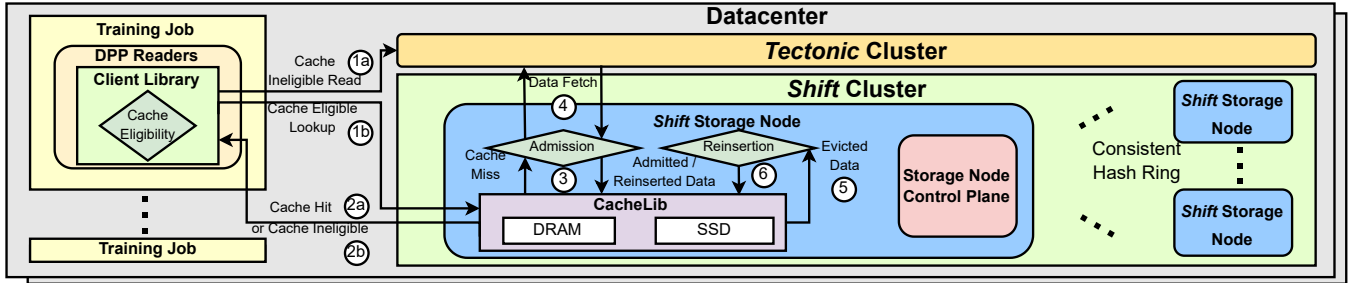 Datacenter
Training Job
DPP Readers
Client Library
Cache
Eligibility
Cache
Ineligible Read
1a
Cache Eligible
Lookup
1b
Cache Hit
2a
or Cache Ineligible
2b
Training Job
Tectonic Cluster
Shift Cluster
Data Fetch
4
Shift Storage Node
Admission
Reinsertion
Cache
Miss
3
Admitted /
Reinserted Data
6
Evicted
Data
5
CacheLib
DRAM
SSD
Storage Node
Control Plane
Consistent
Hash Ring
Shift Storage
Node
Shift Storage
Node